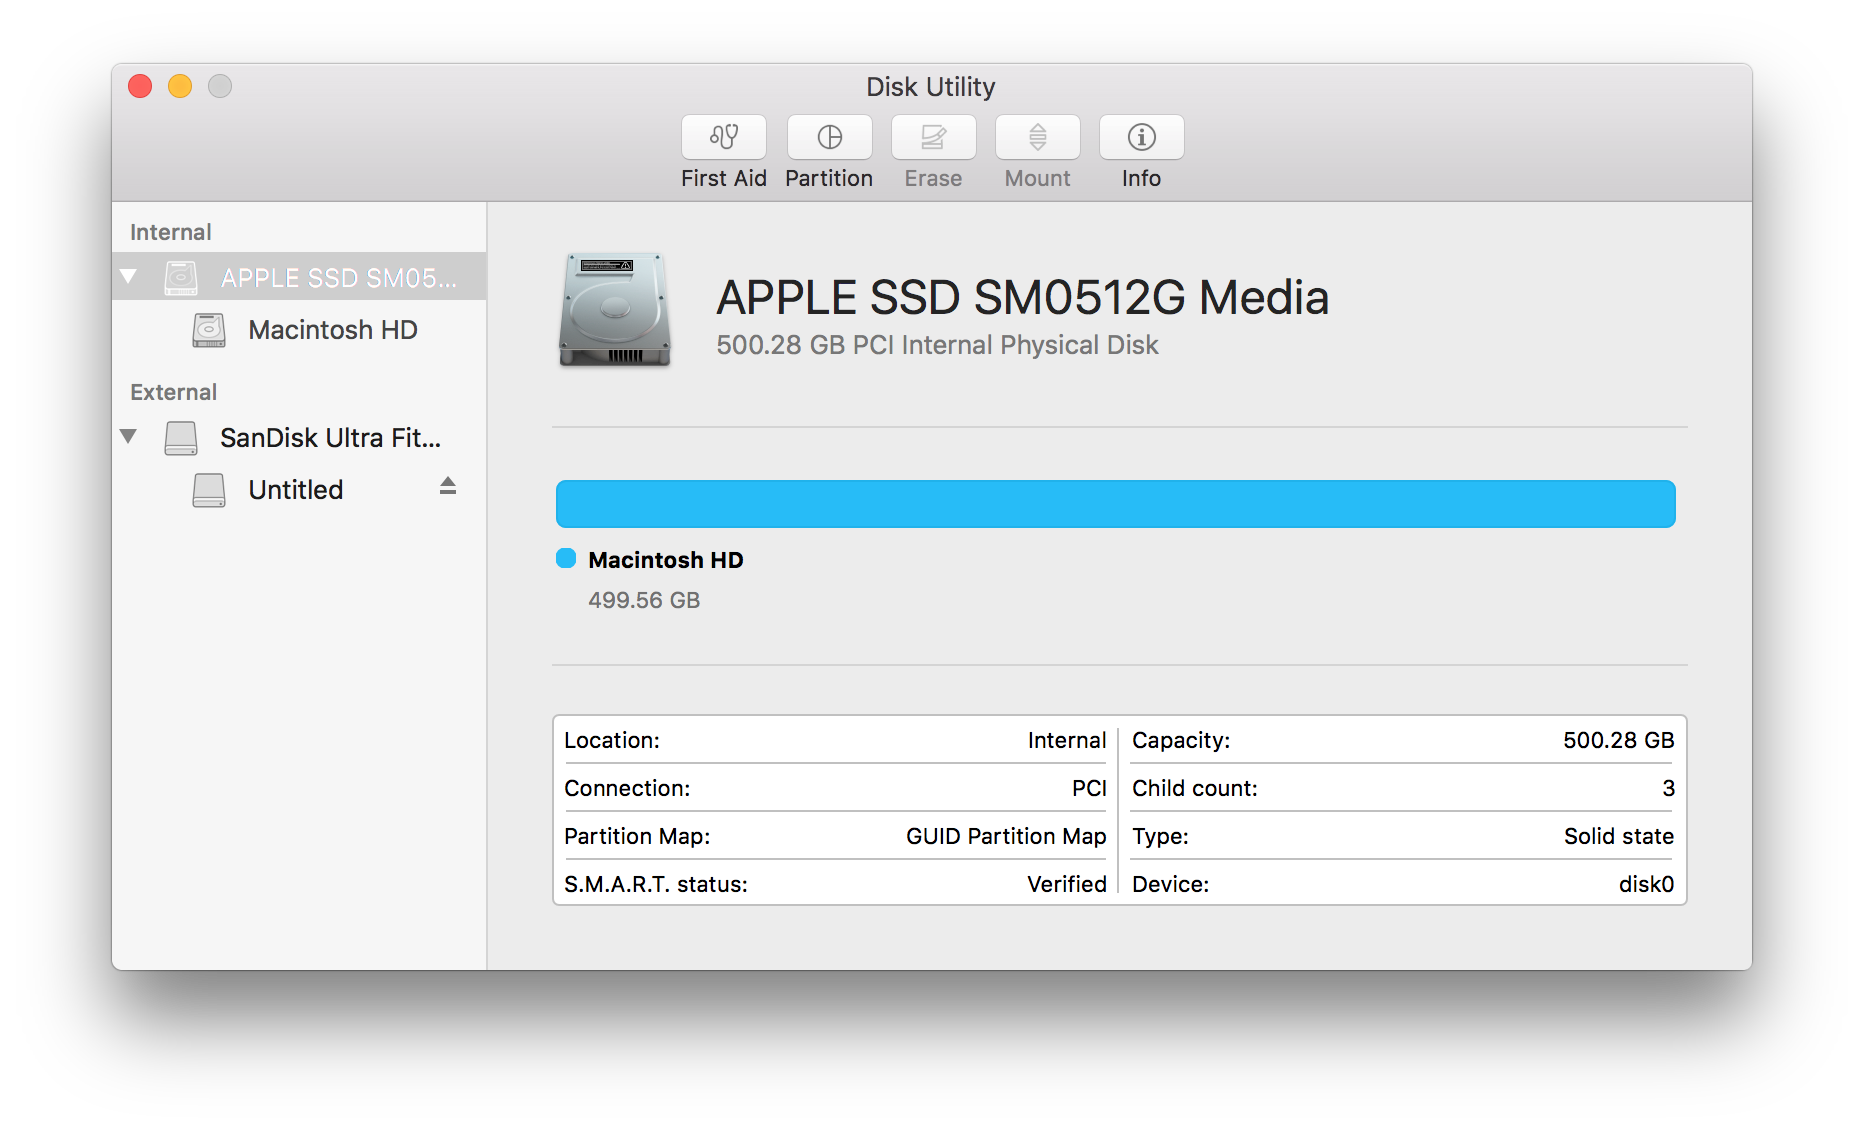 Disk Utility
First Aid
Partition
Erase
Mount
Info
Internal
APPLE SSD SM05...
Macintosh HD
External
SanDisk Ultra Fit...
Untitled
APPLE SSD SM0512G Media
500.28 GB PCI Internal Physical Disk
Macintosh HD
499.56 GB
Location: Internal
Connection: PCI
Partition Map: GUID Partition Map
S.M.A.R.T. status: Verified
Capacity: 500.28 GB
Child count: 3
Type: Solid state
Device: disk0